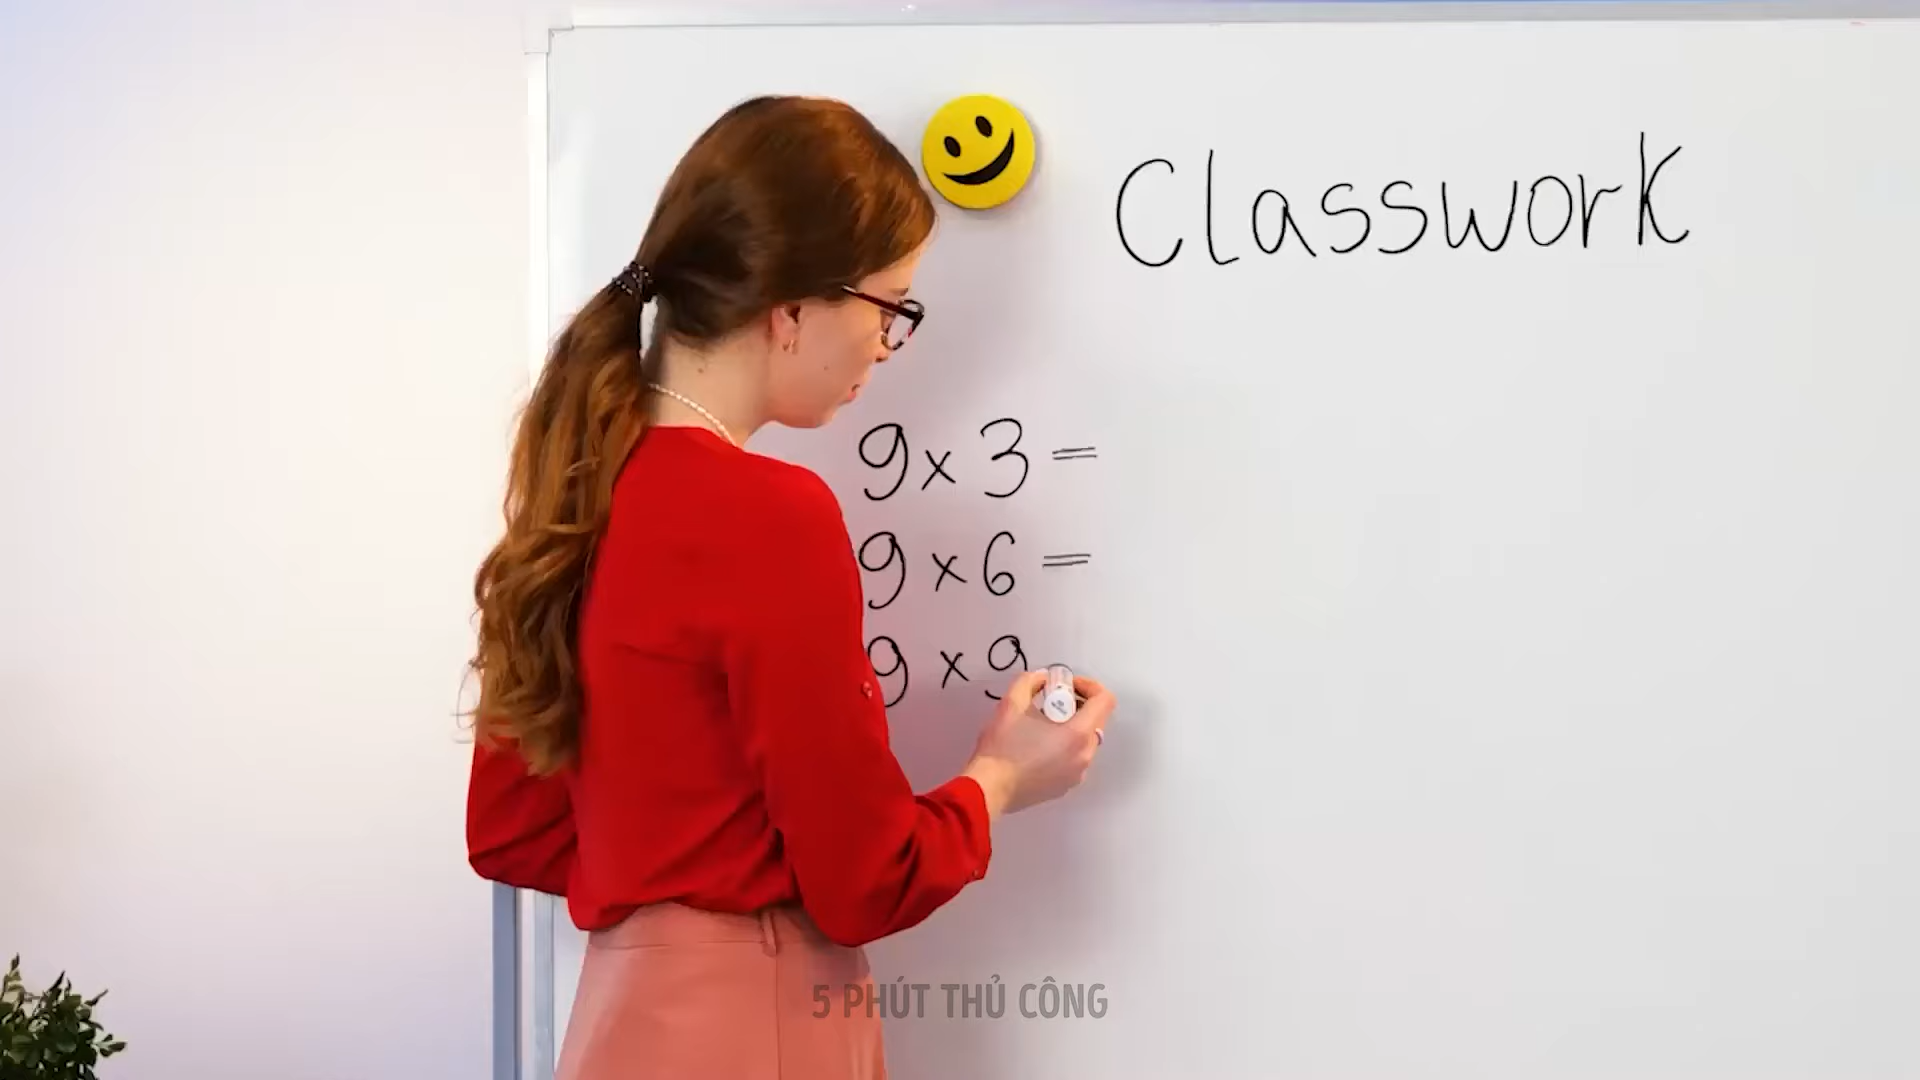 Classwork
9 x 3 =
9 x 6 =
9 x 9
5 PHÚT THỦ CÔNG